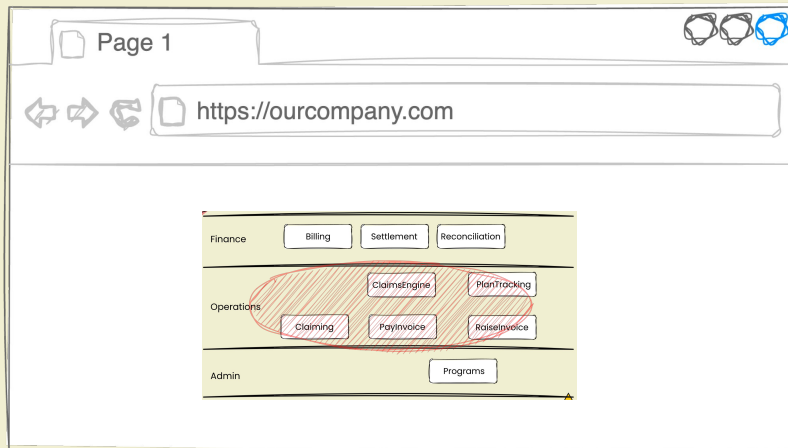 Page 1
https://ourcompany.com
Finance
Billing
Settlement
Reconciliation
ClaimsEngine
PlanTracking
Operations
Claiming
PayInvoice
RaiseInvoice
Admin
Programs